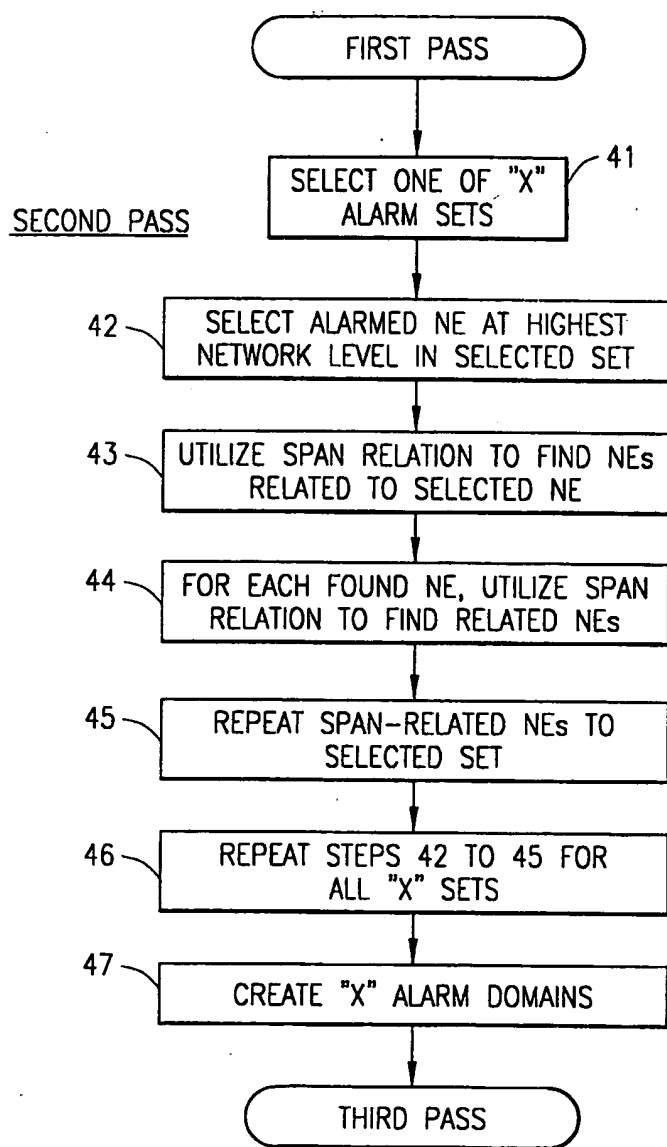 FIRST PASS
41
SELECT ONE OF "X"
ALARM SETS
SECOND PASS
42
SELECT ALARMED NE AT HIGHEST
NETWORK LEVEL IN SELECTED SET
43
UTILIZE SPAN RELATION TO FIND NEs
RELATED TO SELECTED NE
44
FOR EACH FOUND NE, UTILIZE SPAN
RELATION TO FIND RELATED NEs
45
REPEAT SPAN-RELATED NEs TO
SELECTED SET
46
REPEAT STEPS 42 TO 45 FOR
ALL "X" SETS
47
CREATE "X" ALARM DOMAINS
THIRD PASS